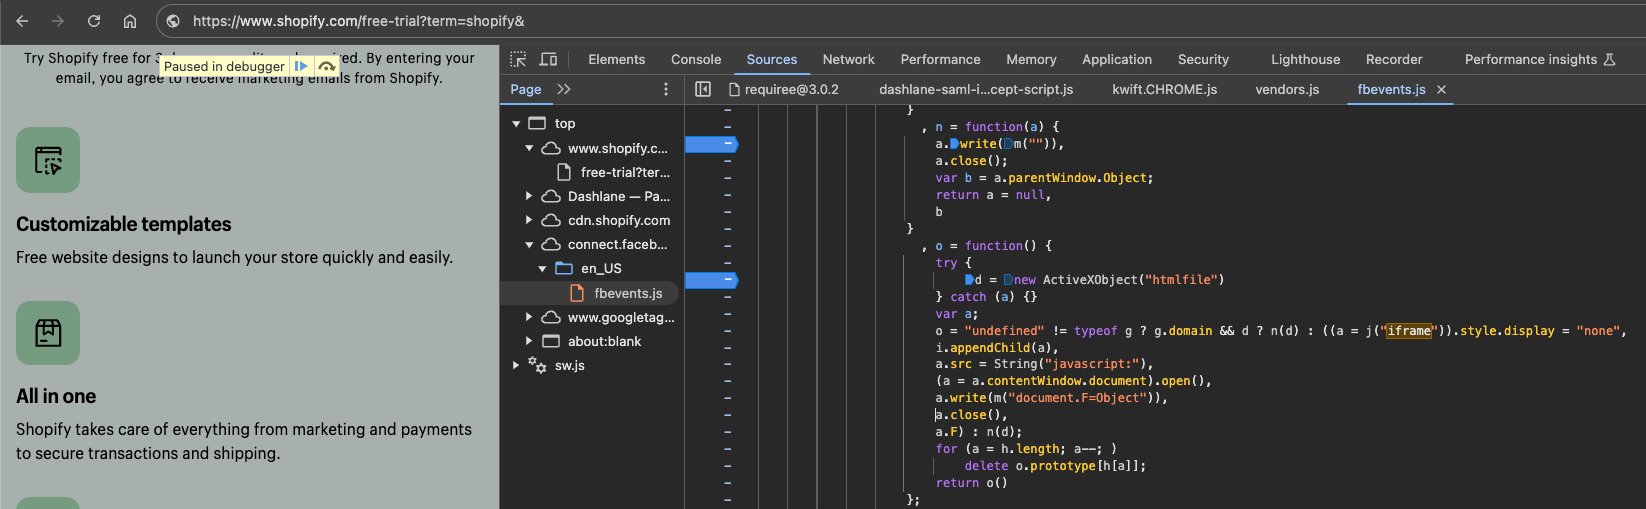 https://www.shopify.com/free-trial?term=shopify&
Try Shopify free for 3 required. By entering your
email, you agree to receive marketing emails from Shopify.
Paused in debugger
Customizable templates
Free website designs to launch your store quickly and easily.
All in one
Shopify takes care of everything from marketing and payments
to secure transactions and shipping.
Elements Console Sources Network Performance Memory Application Security Lighthouse Recorder Performance insights
Page
requiree@3.0.2 dashlane-saml-i...cept-script.js kwift.CHROME.js vendors.js fbevents.js
top
www.shopify.c...
free-trial?ter...
Dashlane — Pa...
cdn.shopify.com
connect.faceb...
en_US
fbevents.js
www.googletag...
about:blank
sw.js
}
, n = function(a) {
a.write(m("")),
a.close();
var b = a.parentWindow.Object;
return a = null,
b
}
, o = function() {
try {
d = new ActiveXObject("htmlfile")
} catch (a) {}
var a;
o = "undefined" != typeof g ? g.domain && d ? n(d) : ((a = j("iframe")).style.display = "none",
i.appendChild(a),
a.src = String("javascript:"),
(a = a.contentWindow.document).open(),
a.write(m("document.F=Object")),
a.close(),
a.F) : n(d);
for (a = h.length; a--; )
delete o.prototype[h[a]];
return o()
};